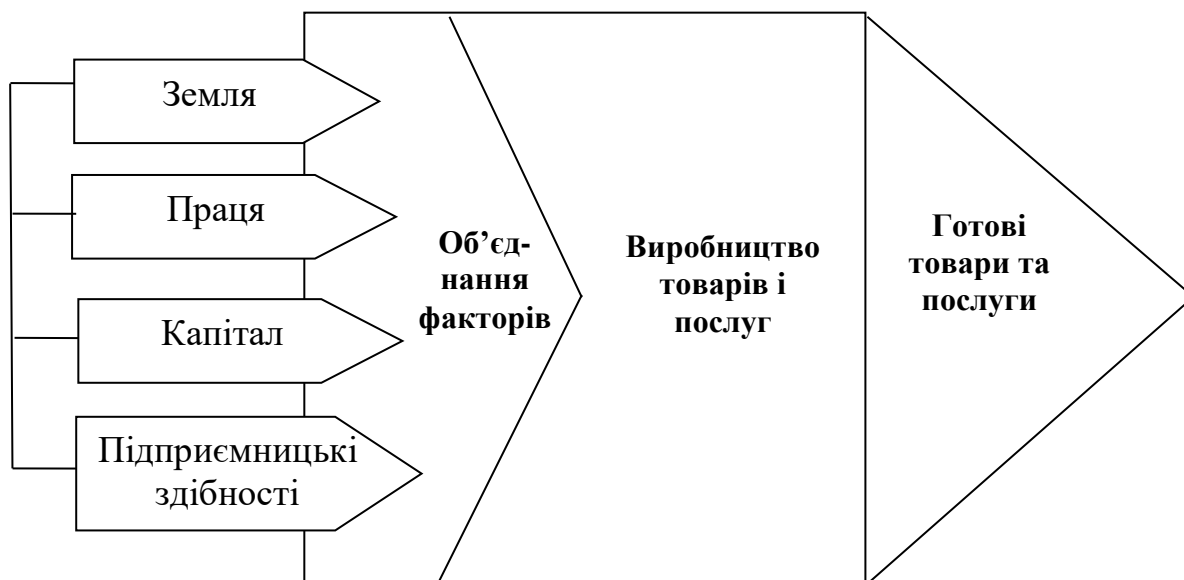 Земля
Праця
Капітал
Підприємницькі
здібності
Об’єд-
нання
факторів
Виробництво
товарів і
послуг
Готові
товари та
послуги